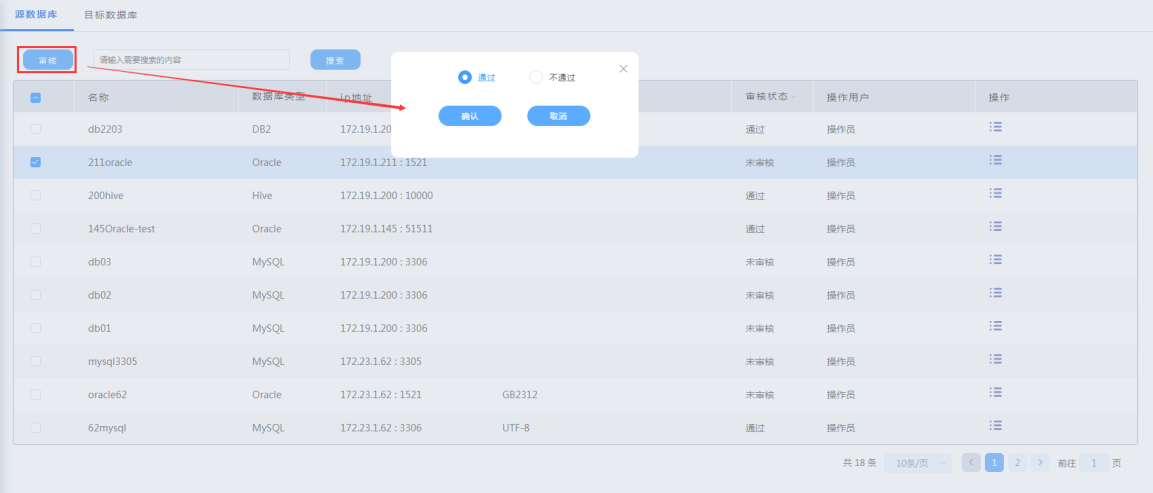 源数据库 目标数据库
审核 请输入需要搜索的内容 搜索
通过 不通过
确认 取消
名称 数据库类型 ip地址 审核状态 操作用户 操作
db2203 DB2 172.19.1.20 通过 操作员
211oracle Oracle 172.19.1.211 : 1521 未审核 操作员
200hive Hive 172.19.1.200 : 10000 通过 操作员
145Oracle-test Oracle 172.19.1.145 : 51511 通过 操作员
db03 MySQL 172.19.1.200 : 3306 未审核 操作员
db02 MySQL 172.19.1.200 : 3306 未审核 操作员
db01 MySQL 172.19.1.200 : 3306 未审核 操作员
mysql3305 MySQL 172.23.1.62 : 3305 未审核 操作员
oracle62 Oracle 172.23.1.62 : 1521 GB2312 未审核 操作员
62mysql MySQL 172.23.1.62 : 3306 UTF-8 通过 操作员
共 18 条 10条/页 1 2 前往 1 页